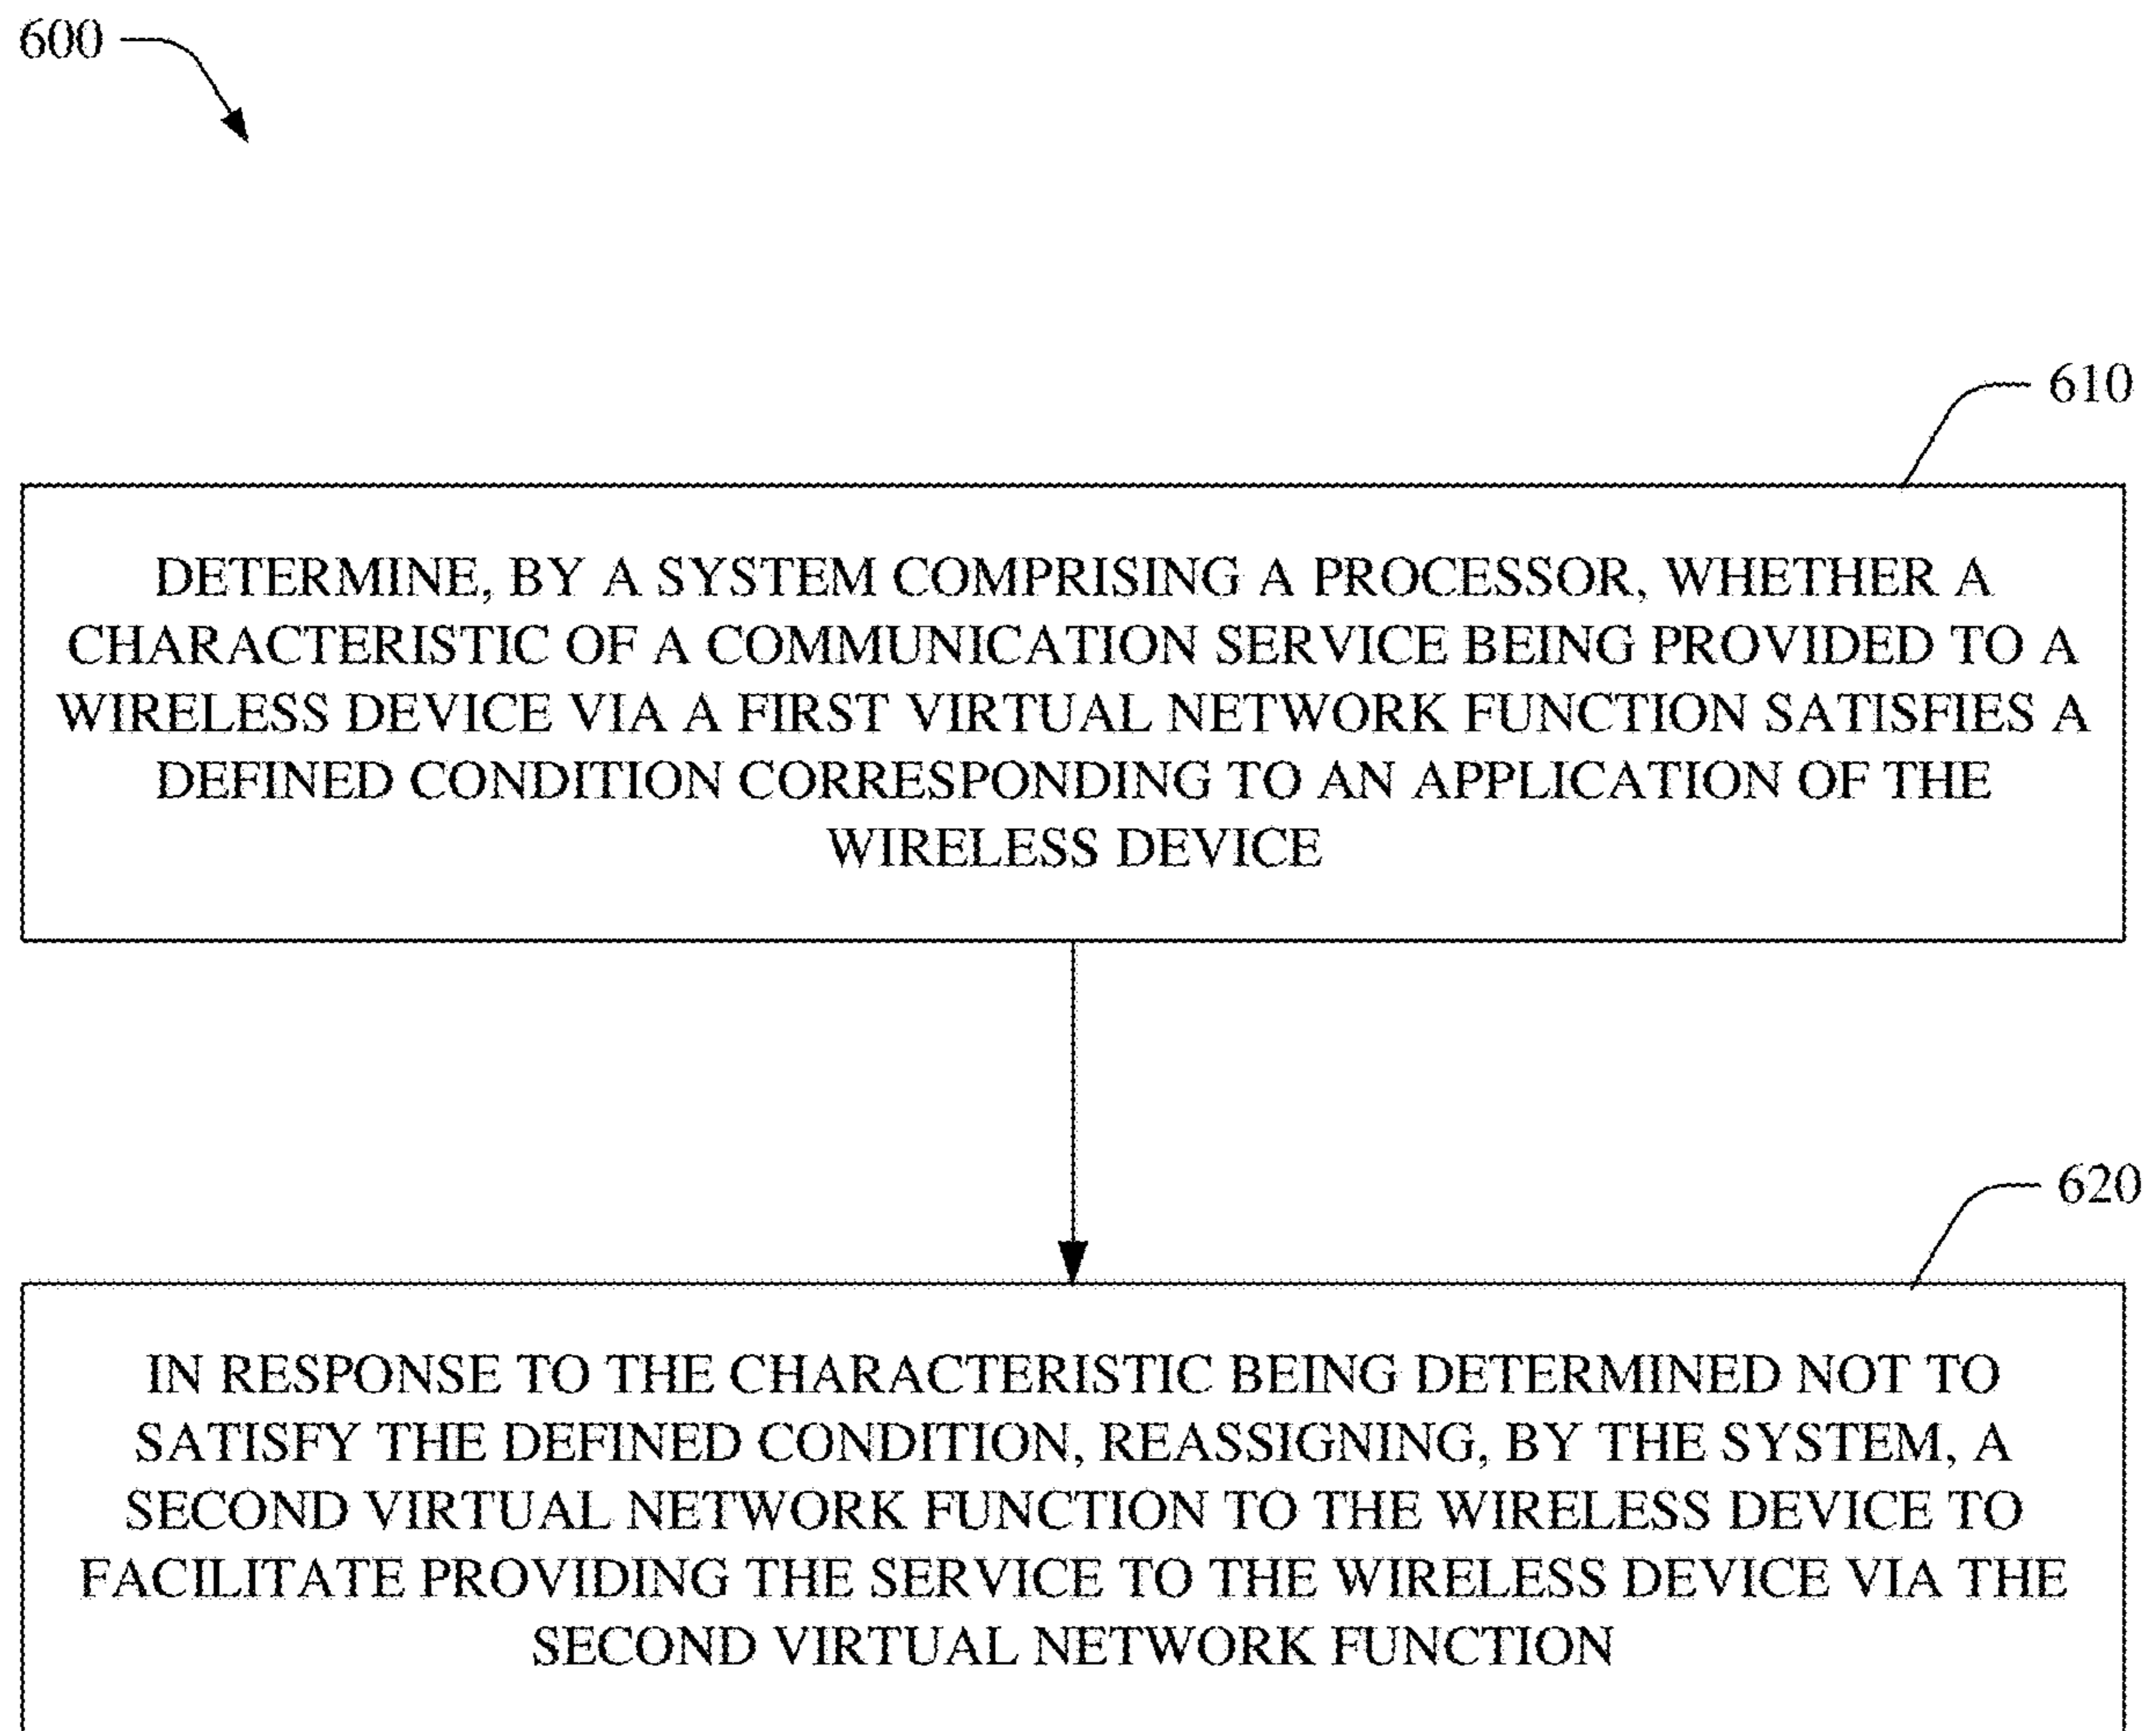 600
610
DETERMINE, BY A SYSTEM COMPRISING A PROCESSOR, WHETHER A
CHARACTERISTIC OF A COMMUNICATION SERVICE BEING PROVIDED TO A
WIRELESS DEVICE VIA A FIRST VIRTUAL NETWORK FUNCTION SATISFIES A
DEFINED CONDITION CORRESPONDING TO AN APPLICATION OF THE
WIRELESS DEVICE
620
IN RESPONSE TO THE CHARACTERISTIC BEING DETERMINED NOT TO
SATISFY THE DEFINED CONDITION, REASSIGNING, BY THE SYSTEM, A
SECOND VIRTUAL NETWORK FUNCTION TO THE WIRELESS DEVICE TO
FACILITATE PROVIDING THE SERVICE TO THE WIRELESS DEVICE VIA THE
SECOND VIRTUAL NETWORK FUNCTION